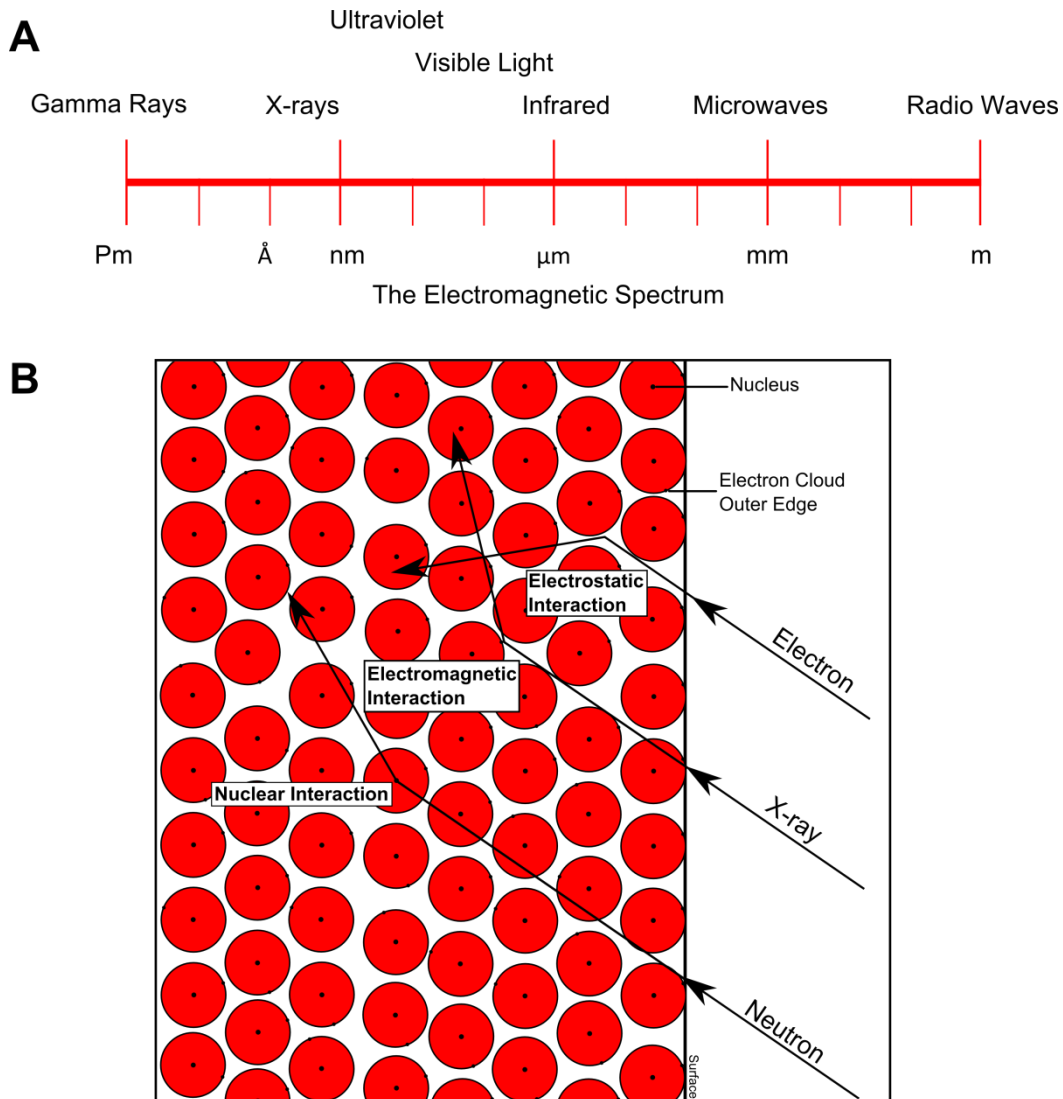 A
Ultraviolet
Visible Light
Gamma Rays X-rays Infrared Microwaves Radio Waves
Pm Å nm µm mm m
The Electromagnetic Spectrum
B
Nucleus
Electron Cloud
Outer Edge
Electrostatic
Interaction
Electron
Electromagnetic
Interaction
X-ray
Nuclear Interaction
Neutron
Surface